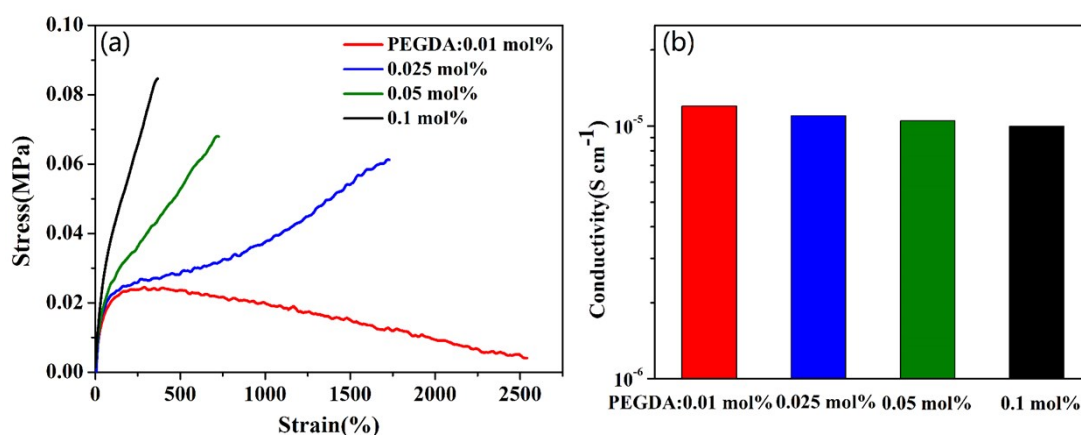 (a)
PEGDA:0.01 mol%
0.025 mol%
0.05 mol%
0.1 mol%
Stress(MPa)
0.10
0.08
0.06
0.04
0.02
0.00
0 500 1000 1500 2000 2500
Strain(%)
(b)
Conductivity(S cm⁻¹)
10⁻⁵
10⁻⁶
PEGDA:0.01 mol% 0.025 mol% 0.05 mol% 0.1 mol%